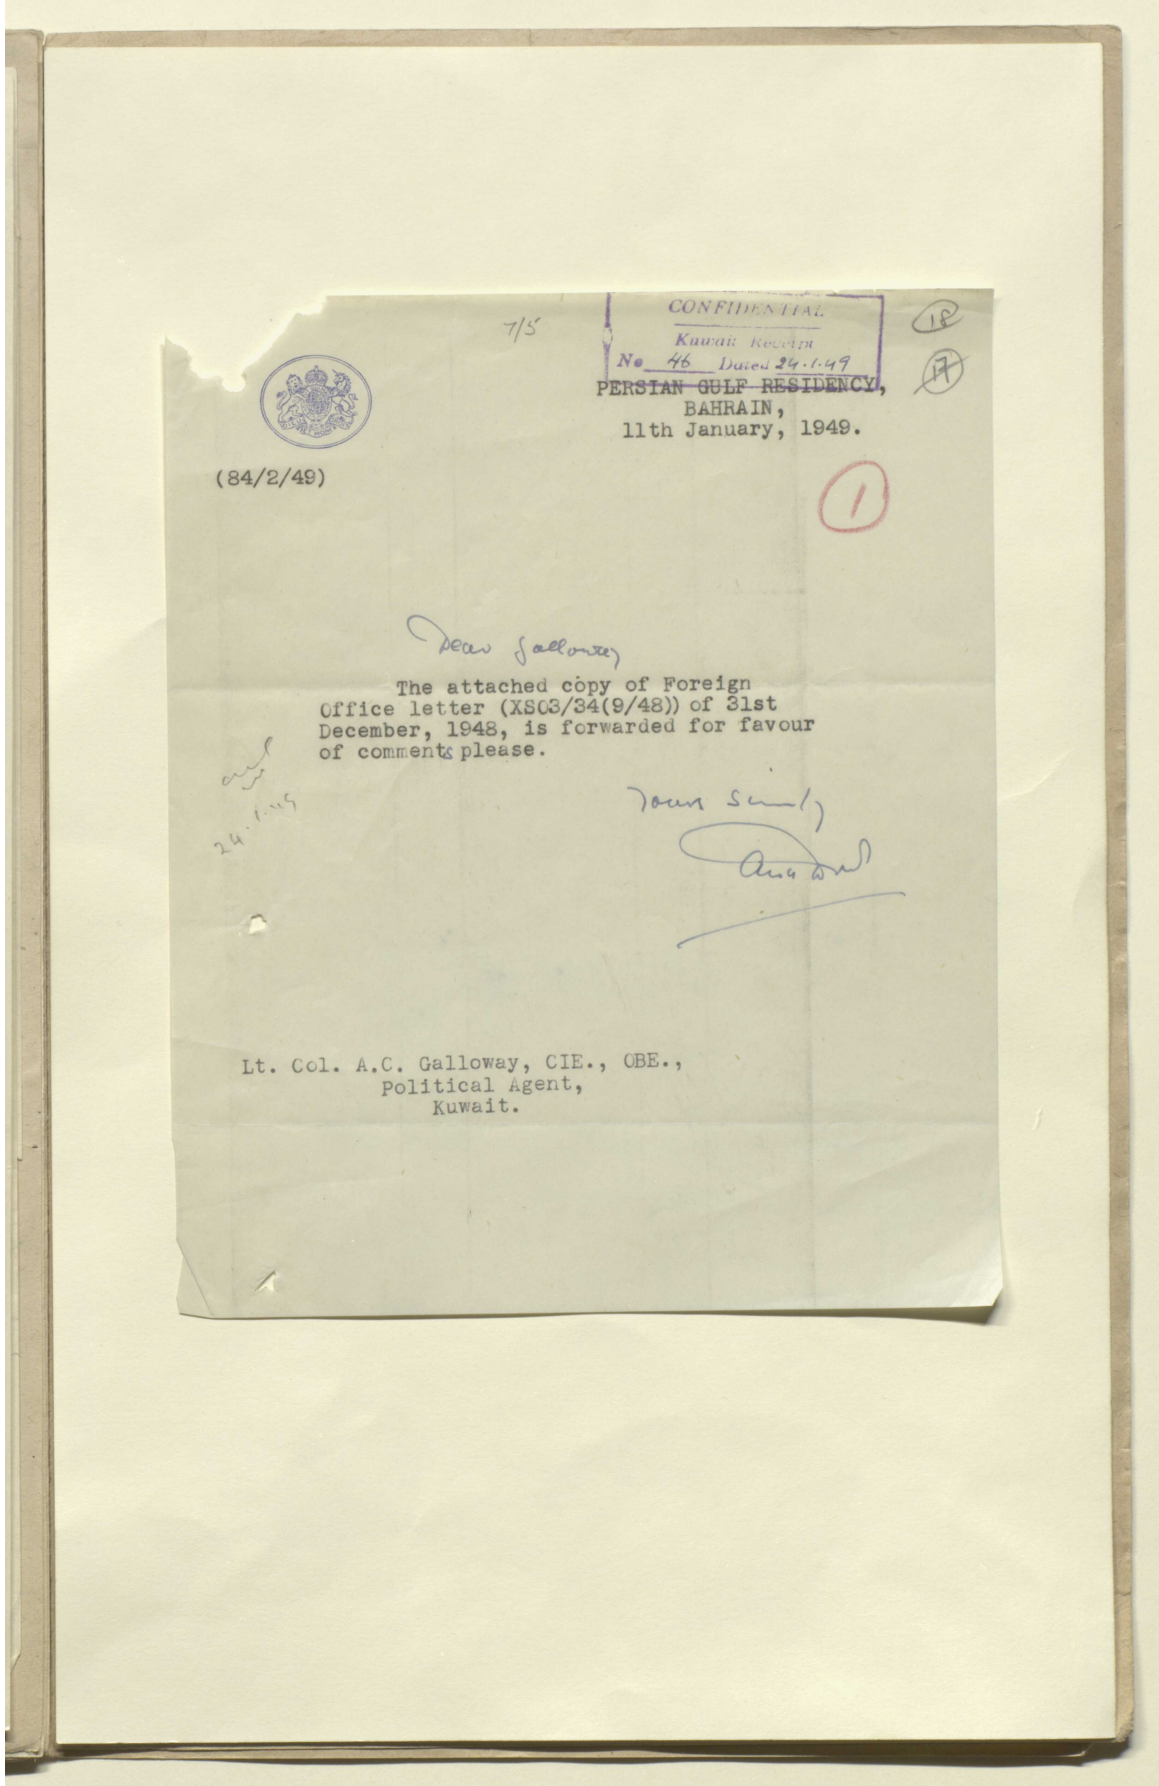 7/5
CONFIDENTIAL
Kuwait Receipt
No 46 Dated 24.1.49
18
17
PERSIAN GULF RESIDENCY,
BAHRAIN,
11th January, 1949.
(84/2/49)
1
Dear Galloway
The attached copy of Foreign
Office letter (XS03/34(9/48)) of 31st
December, 1948, is forwarded for favour
of comments please.
24.1.49
Yours Sincerely
Lt. Col. A.C. Galloway, CIE., OBE.,
Political Agent,
Kuwait.